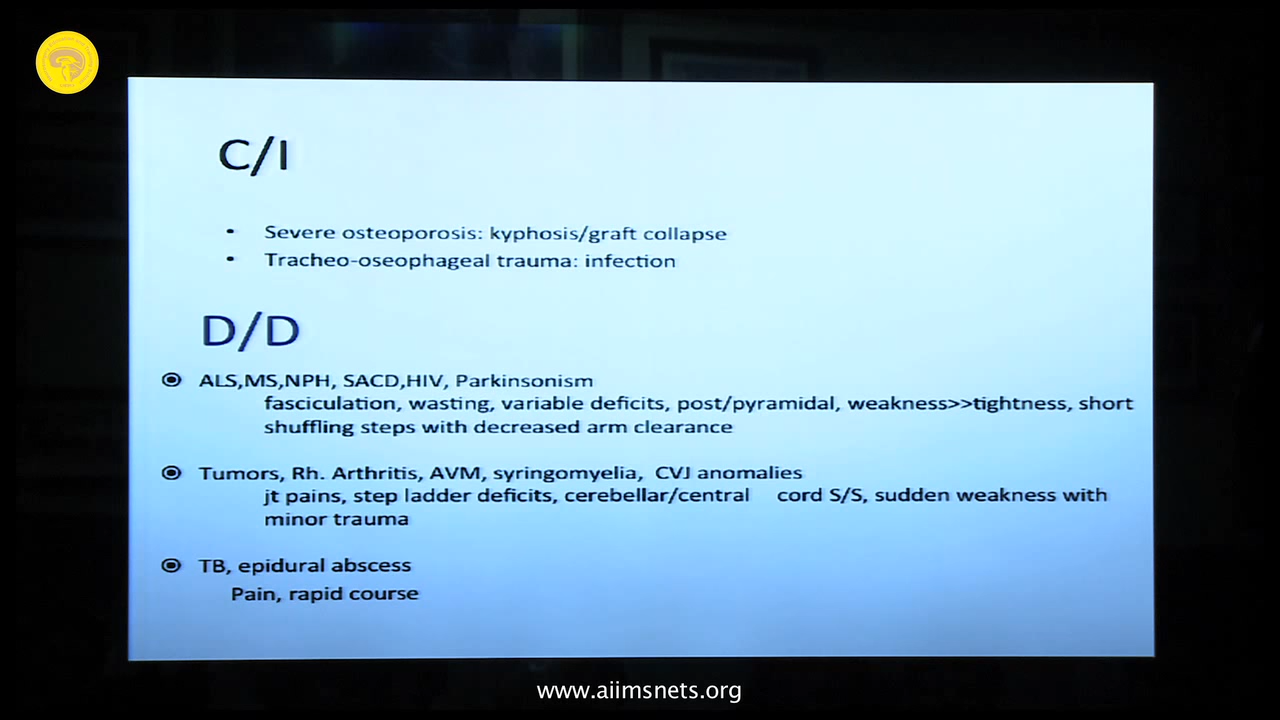 C/I
• Severe osteoporosis: kyphosis/graft collapse
• Tracheo-oseophageal trauma: infection
D/D
ALS,MS,NPH, SACD,HIV, Parkinsonism
fasciculation, wasting, variable deficits, post/pyramidal, weakness>>tightness, short
shuffling steps with decreased arm clearance
Tumors, Rh. Arthritis, AVM, syringomyelia, CVJ anomalies
jt pains, step ladder deficits, cerebellar/central cord S/S, sudden weakness with
minor trauma
TB, epidural abscess
Pain, rapid course
www.aiimsnets.org